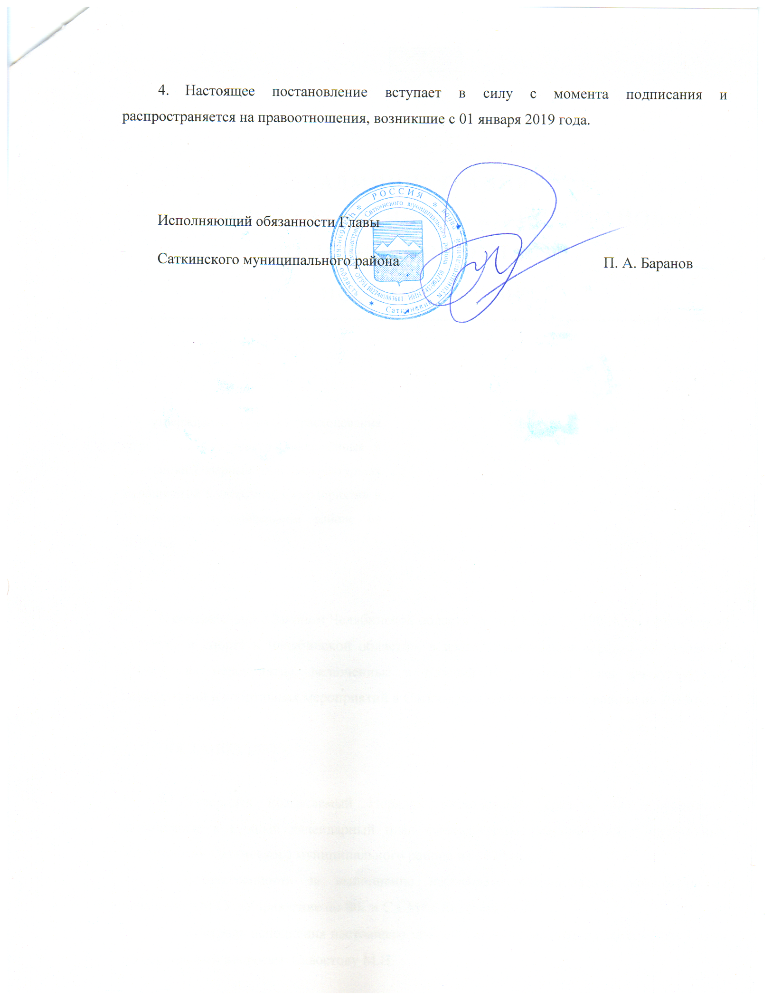 4. Настоящее постановление вступает в силу с момента подписания и
распространяется на правоотношения, возникшие с 01 января 2019 года.
Исполняющий обязанности Главы
Саткинского муниципального района
П. А. Баранов
РОССИЯ
Челябинская область
Саткинский муниципальный район
Администрация Саткинского муниципального района
ОГРН 1027401063601 ИНН 7417002250